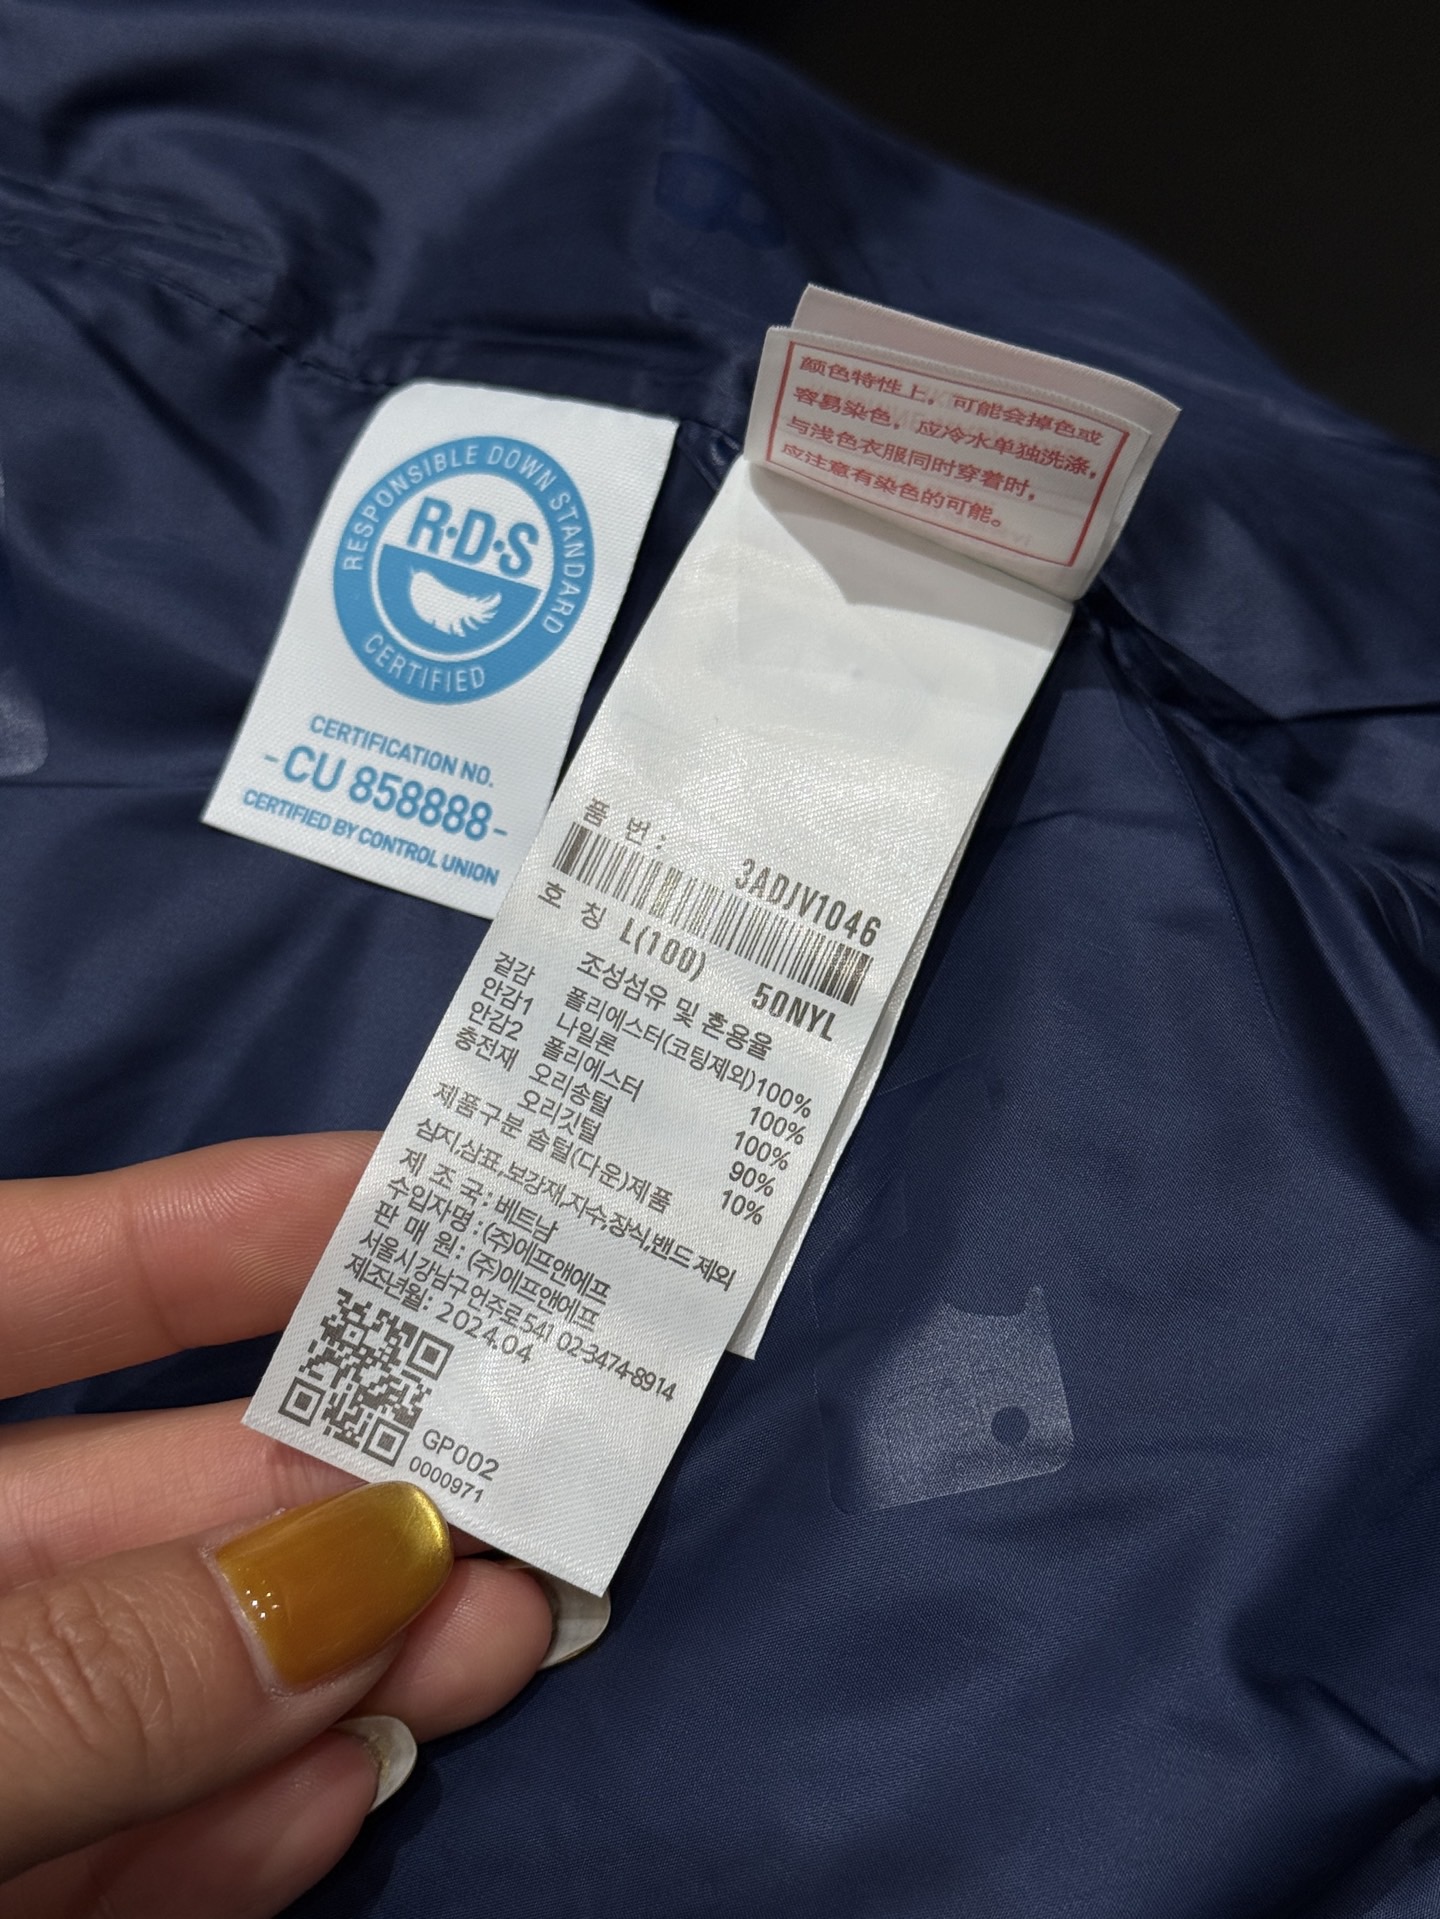 RESPONSIBLE DOWN STANDARD
R·D·S
CERTIFIED
CERTIFICATION NO.
-CU 858888-
CERTIFIED BY CONTROL UNION
颜色特性上，可能会掉色或
容易染色，应冷水单独洗涤，
与浅色衣服同时穿着时，
应注意有染色的可能。
품 번 : 3ADJV1046
호 칭 L(100) 50NYL
조성섬유 및 혼용율
겉감 폴리에스터(코팅제외)100%
안감1 나일론 100%
안감2 폴리에스터 100%
충전재 오리솜털 90%
오리깃털 10%
제품구분 솜털(다운)제품
심지,상표,보강재,자수,장식,밴드 제외
제 조 국 : 베트남
수입자명 : (주)에프앤에프
판 매 원 : (주)에프앤에프
서울시 강남구 언주로 541 02-3474-8914
제조년월: 2024.04
GP002
0000971